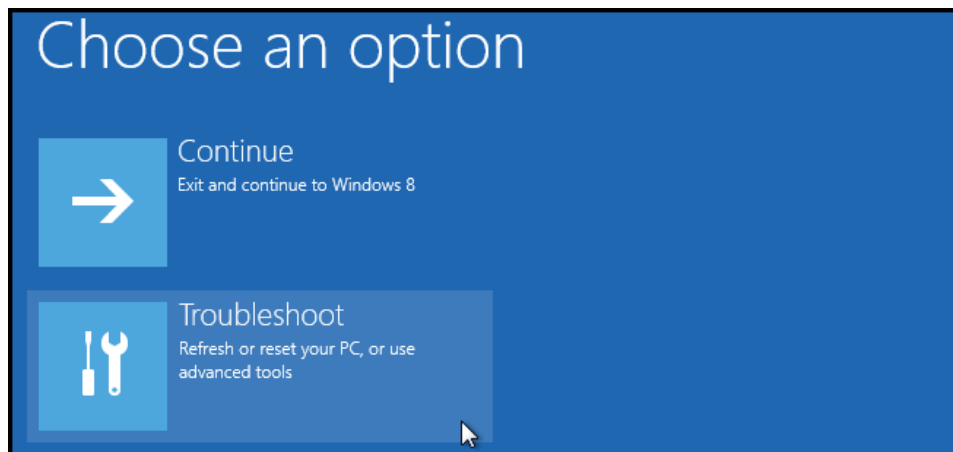 Choose an option
Continue
Exit and continue to Windows 8
Troubleshoot
Refresh or reset your PC, or use
advanced tools